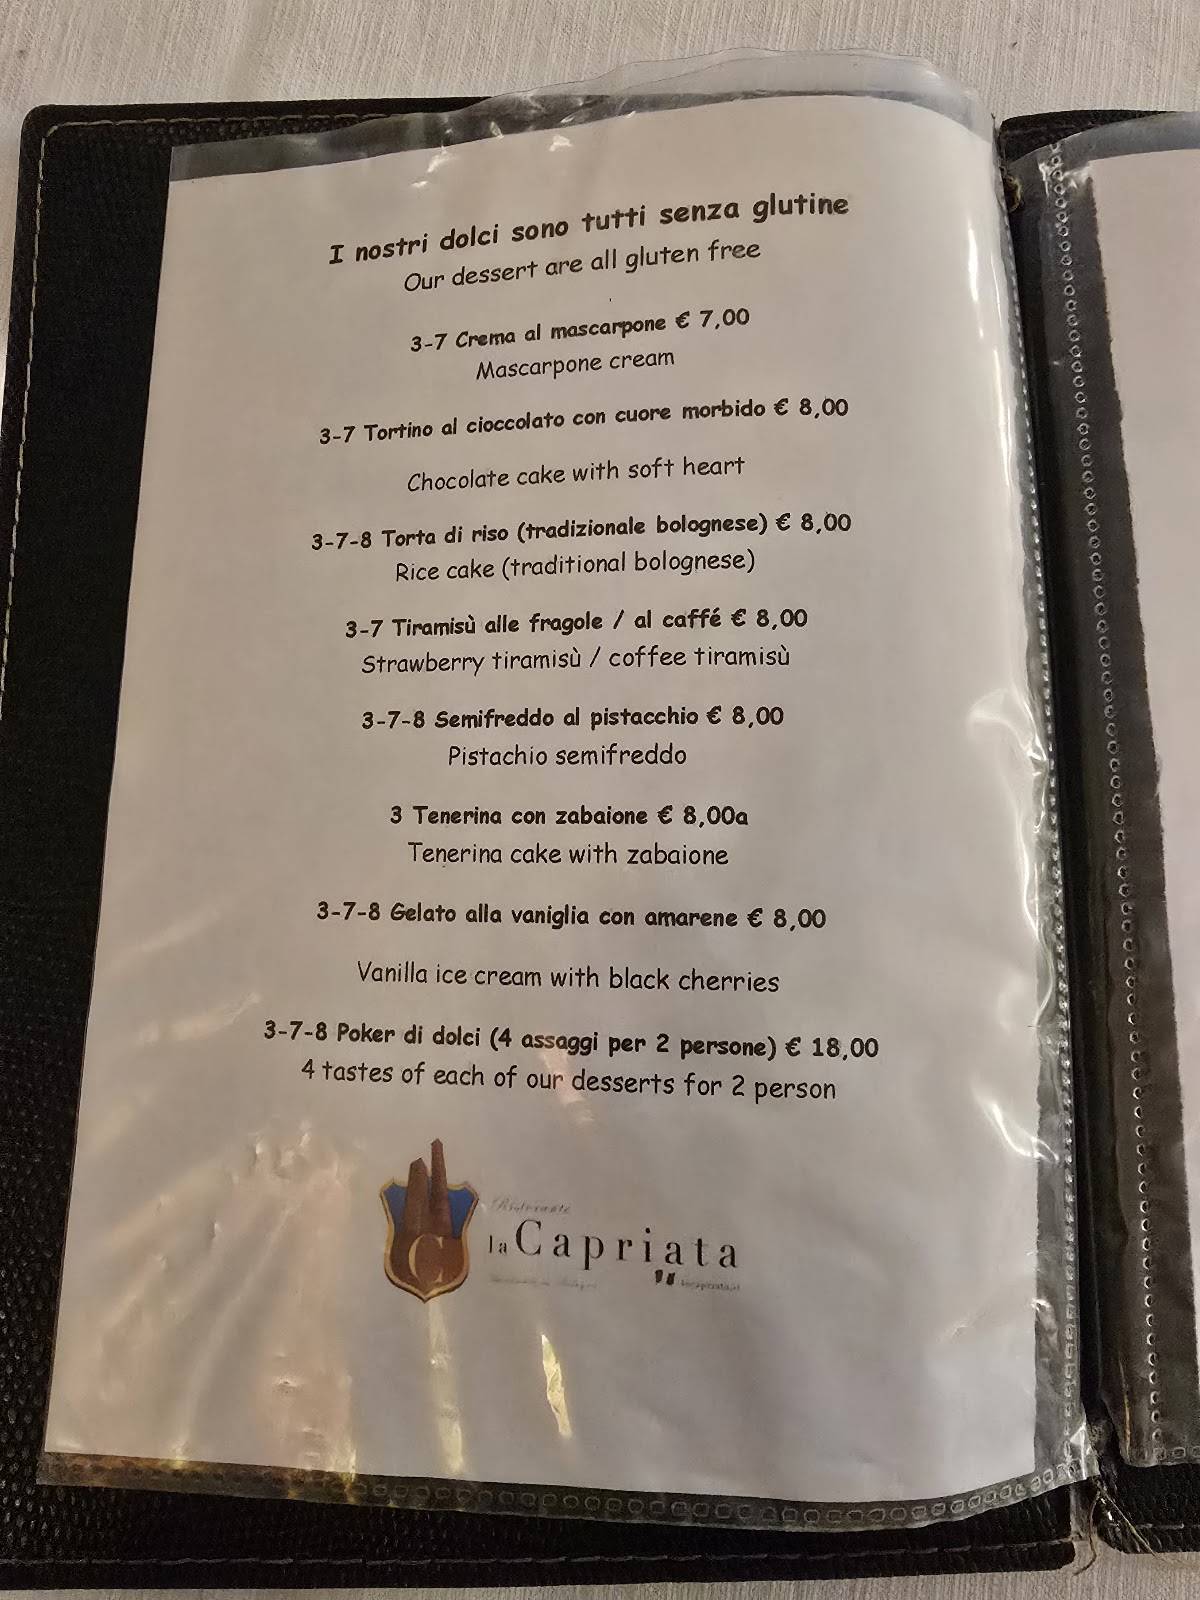 I nostri dolci sono tutti senza glutine
Our dessert are all gluten free
3-7 Crema al mascarpone € 7,00
Mascarpone cream
3-7 Tortino al cioccolato con cuore morbido € 8,00
Chocolate cake with soft heart
3-7-8 Torta di riso (tradizionale bolognese) € 8,00
Rice cake (traditional bolognese)
3-7 Tiramisù alle fragole / al caffé € 8,00
Strawberry tiramisù / coffee tiramisù
3-7-8 Semifreddo al pistacchio € 8,00
Pistachio semifreddo
3 Tenerina con zabaione € 8,00a
Tenerina cake with zabaione
3-7-8 Gelato alla vaniglia con amarene € 8,00
Vanilla ice cream with black cherries
3-7-8 Poker di dolci (4 assaggi per 2 persone) € 18,00
4 tastes of each of our desserts for 2 person
C
Ristorante
la Capriata